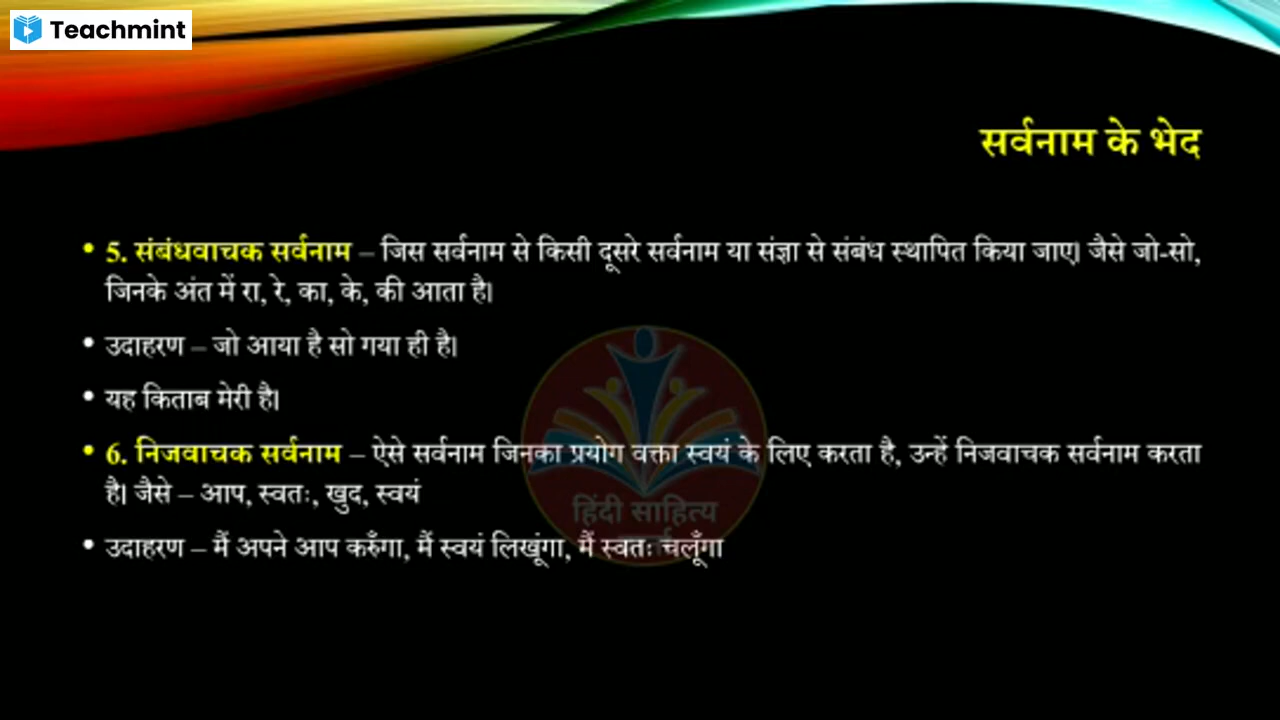 Teachmint
सर्वनाम के भेद
• 5. संबंधवाचक सर्वनाम – जिस सर्वनाम से किसी दूसरे सर्वनाम या संज्ञा से संबंध स्थापित किया जाए। जैसे जो-सो,
जिनके अंत में रा, रे, का, के, की आता है।
• उदाहरण – जो आया है सो गया ही है।
• यह किताब मेरी है।
• 6. निजवाचक सर्वनाम – ऐसे सर्वनाम जिनका प्रयोग वक्ता स्वयं के लिए करता है, उन्हें निजवाचक सर्वनाम करता
है। जैसे – आप, स्वतः, खुद, स्वयं
हिंदी साहित्य
• उदाहरण – मैं अपने आप करुँगा, मैं स्वयं लिखूंगा, मैं स्वतः चलूँगा